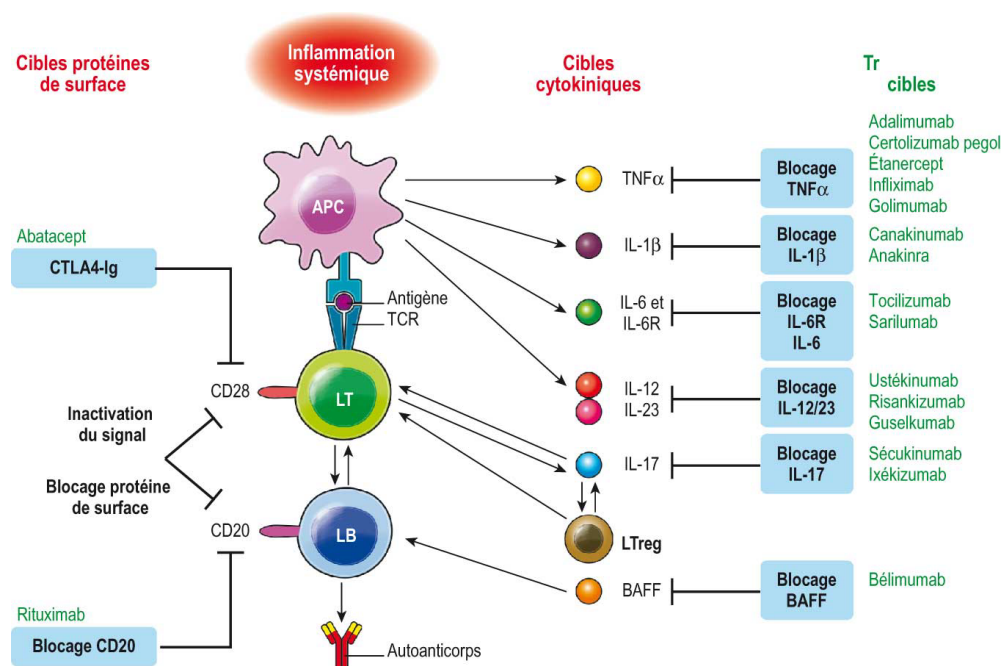 Cibles protéines
de surface
Inflammation
systémique
Cibles
cytokiniques
Tr
cibles
APC
Antigène
TCR
Abatacept
CTLA4-Ig
CD28
LT
Inactivation
du signal
Blocage protéine
de surface
CD20
LB
Rituximab
Blocage CD20
Autoanticorps
TNFα
IL-1β
IL-6 et
IL-6R
IL-12
IL-23
IL-17
LTreg
BAFF
Blocage
TNFα
Adalimumab
Certolizumab pegol
Étanercept
Infliximab
Golimumab
Blocage
IL-1β
Canakinumab
Anakinra
Blocage
IL-6R
IL-6
Tocilizumab
Sarilumab
Blocage
IL-12/23
Ustékinumab
Risankizumab
Guselkumab
Blocage
IL-17
Sécukinumab
Ixékizumab
Blocage
BAFF
Bélimumab